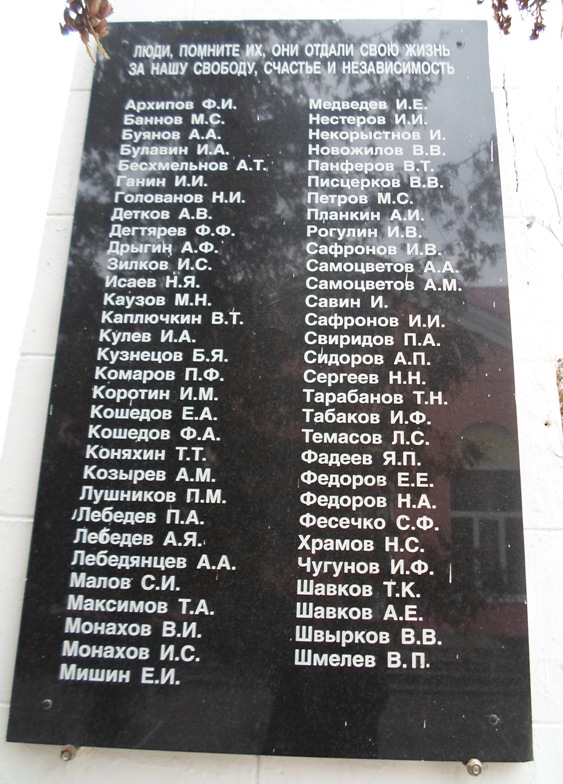 ЛЮДИ, ПОМНИТЕ ИХ, ОНИ ОТДАЛИ СВОЮ ЖИЗНЬ
ЗА НАШУ СВОБОДУ, СЧАСТЬЕ И НЕЗАВИСИМОСТЬ
Архипов Ф.И.
Баннов М.С.
Буянов А.А.
Булавин И.А.
Бесхмельнов А.Т.
Ганин И.И.
Голованов Н.И.
Детков А.В.
Дегтярев Ф.Ф.
Дрыгин А.Ф.
Зилков И.С.
Исаев Н.Я.
Каузов М.Н.
Каплючкин В.Т.
Кулев И.А.
Кузнецов Б.Я.
Комаров П.Ф.
Коротин И.М.
Кошедов Е.А.
Кошедов Ф.А.
Коняхин Т.Т.
Козырев А.М.
Лушников П.М.
Лебедев П.А.
Лебедев А.Я.
Лебедянцев А.А.
Малов С.И.
Максимов Т.А.
Монахов В.И.
Монахов И.С.
Мишин Е.И.
Медведев И.Е.
Нестеров И.И.
Некорыстнов И.
Новожилов В.В.
Панферов В.Т.
Писцерков В.В.
Петров М.С.
Планкин А.И.
Рогулин И.В.
Сафронов И.В.
Самоцветов А.А.
Самоцветов А.М.
Савин И.
Сафронов И.И.
Свиридов П.А.
Сидоров А.П.
Сергеев Н.Н.
Тарабанов Т.Н.
Табаков И.Ф.
Темасов Л.С.
Фадеев Я.П.
Федоров Е.Е.
Федоров Н.А.
Фесечко С.Ф.
Храмов Н.С.
Чугунов И.Ф.
Шавков Т.К.
Шавков А.Е.
Швырков В.В.
Шмелев В.П.